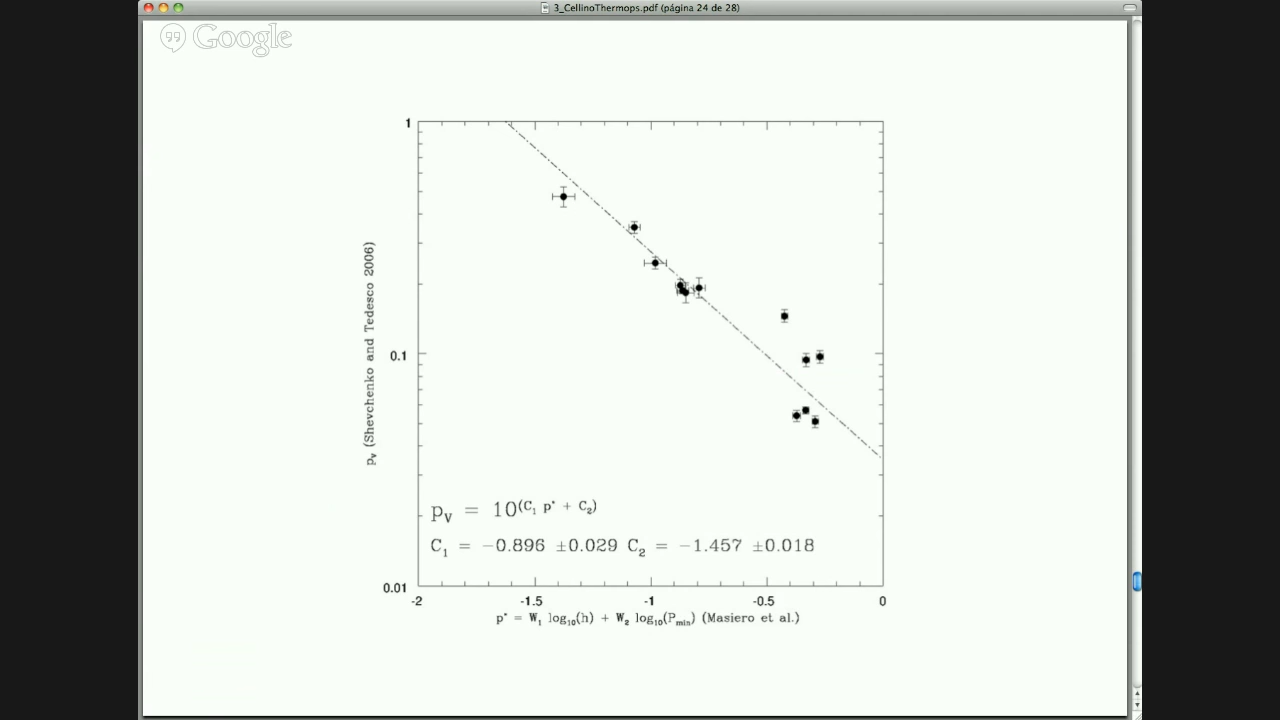 3_CellinoThermops.pdf (página 24 de 28)
Google
1
0.1
0.01
pV (Shevchenko and Tedesco 2006)
pV = 10(C1 p* + C2)
C1 = −0.896 ±0.029 C2 = −1.457 ±0.018
-2 -1.5 -1 -0.5 0
p* = W1 log10(h) + W2 log10(Pmin) (Masiero et al.)